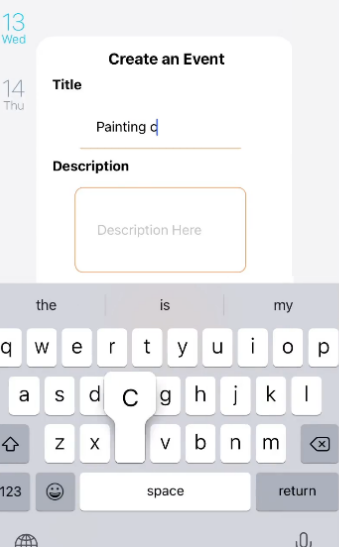 13
Wed
Create an Event
14
Thu
Title
Painting c
Description
Description Here
the is my
q w e r t y u i o p
a s d C g h j k l
z x v b n m
123 space return